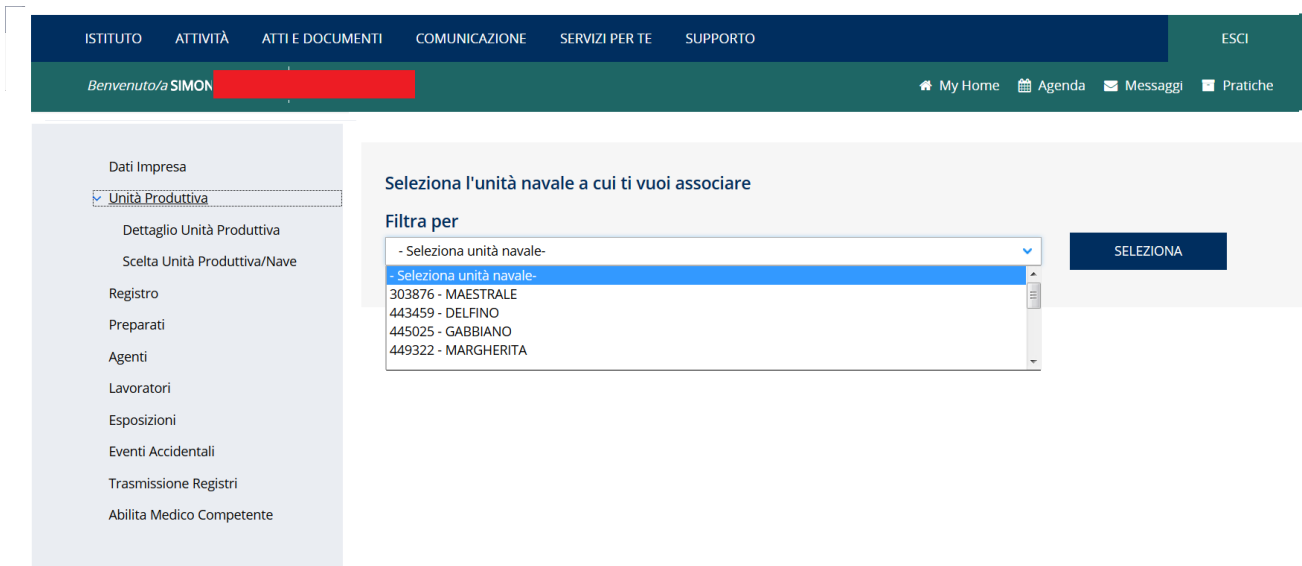 ISTITUTO ATTIVITÀ ATTI E DOCUMENTI COMUNICAZIONE SERVIZI PER TE SUPPORTO ESCI
Benvenuto/a SIMON My Home Agenda Messaggi Pratiche
Dati Impresa
Unità Produttiva
Dettaglio Unità Produttiva
Scelta Unità Produttiva/Nave
Registro
Preparati
Agenti
Lavoratori
Esposizioni
Eventi Accidentali
Trasmissione Registri
Abilita Medico Competente
Seleziona l'unità navale a cui ti vuoi associare
Filtra per
- Seleziona unità navale- SELEZIONA
- Seleziona unità navale-
303876 - MAESTRALE
443459 - DELFINO
445025 - GABBIANO
449322 - MARGHERITA